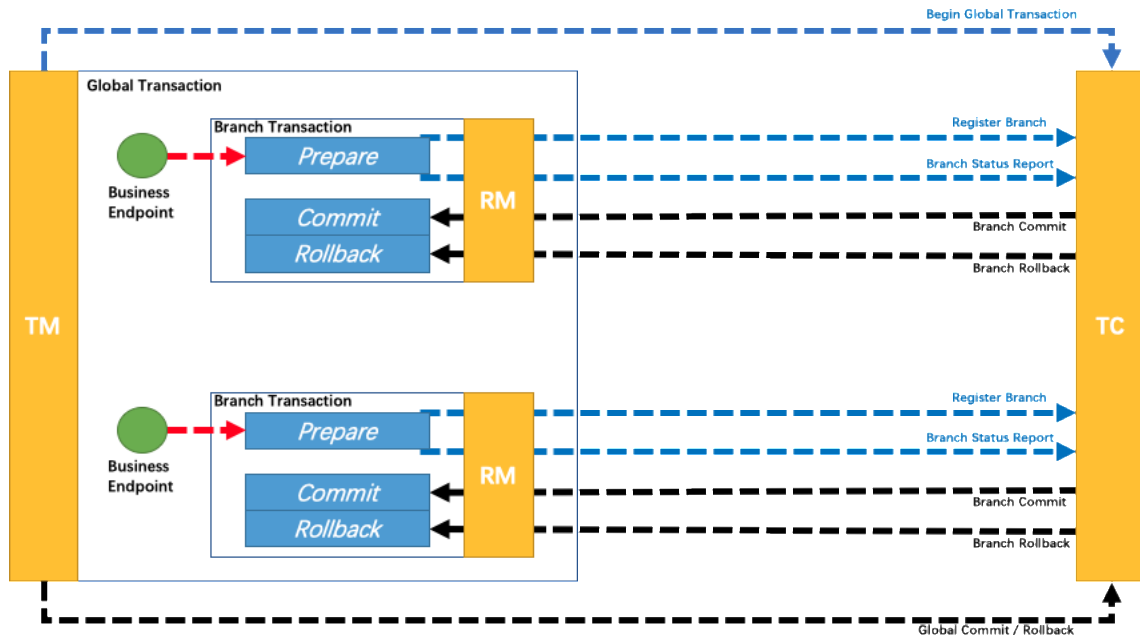 Begin Global Transaction
Global Transaction
Branch Transaction
Prepare
Register Branch
Branch Status Report
Business
Endpoint
RM
Commit
Branch Commit
Rollback
Branch Rollback
TM
TC
Branch Transaction
Prepare
Register Branch
Branch Status Report
Business
Endpoint
RM
Commit
Branch Commit
Rollback
Branch Rollback
Global Commit / Rollback